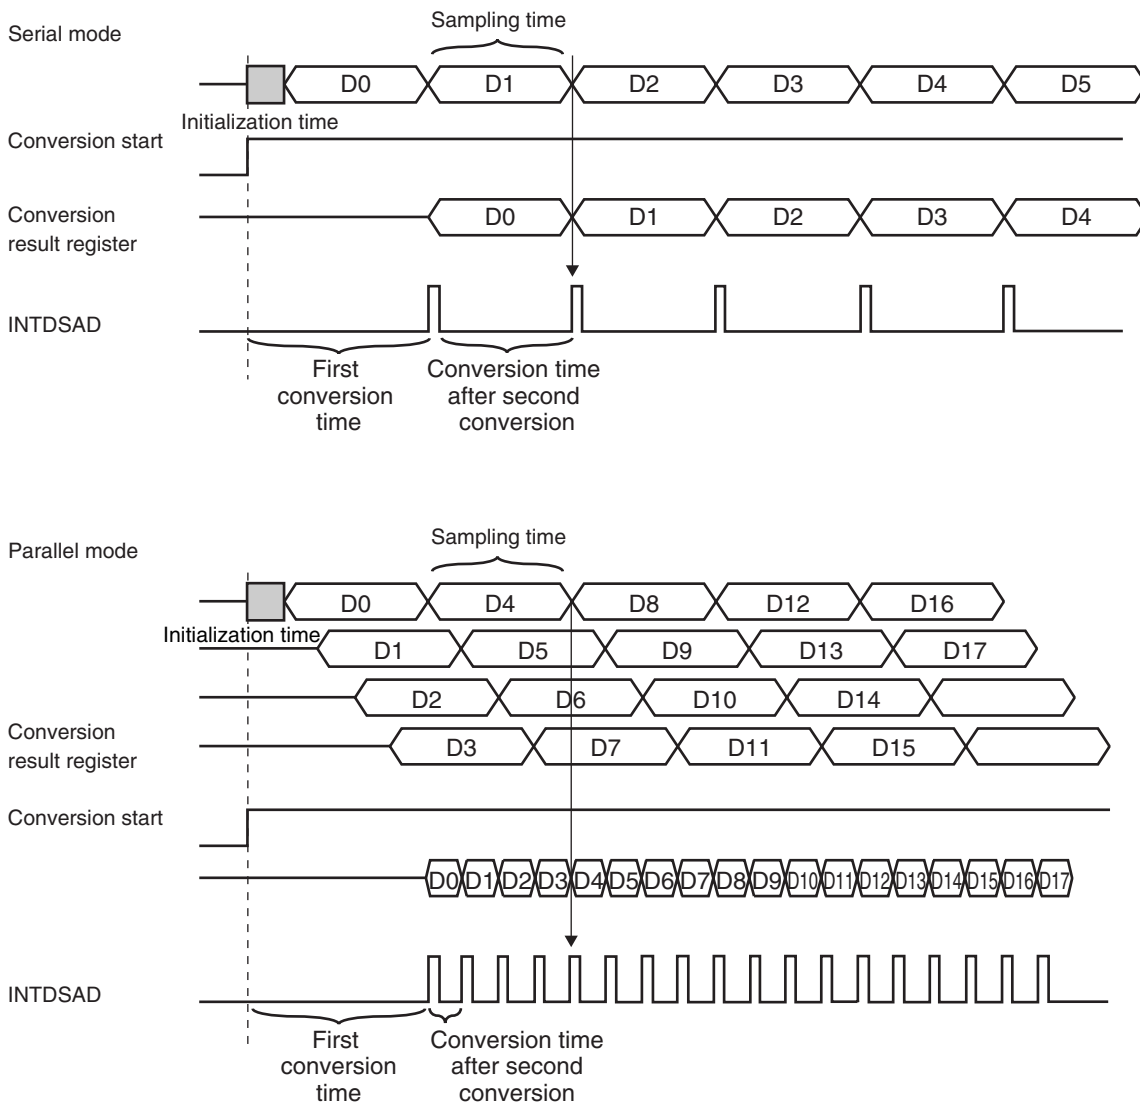 Sampling time
Serial mode
D0 D1 D2 D3 D4 D5
Initialization time
Conversion start
Conversion
result register
D0 D1 D2 D3 D4
INTDSAD
First
conversion
time
Conversion time
after second
conversion
Sampling time
Parallel mode
D0 D4 D8 D12 D16
Initialization time
D1 D5 D9 D13 D17
D2 D6 D10 D14
Conversion
result register
D3 D7 D11 D15
Conversion start
D0 D1 D2 D3 D4 D5 D6 D7 D8 D9 D10 D11 D12 D13 D14 D15 D16 D17
INTDSAD
First
conversion
time
Conversion time
after second
conversion